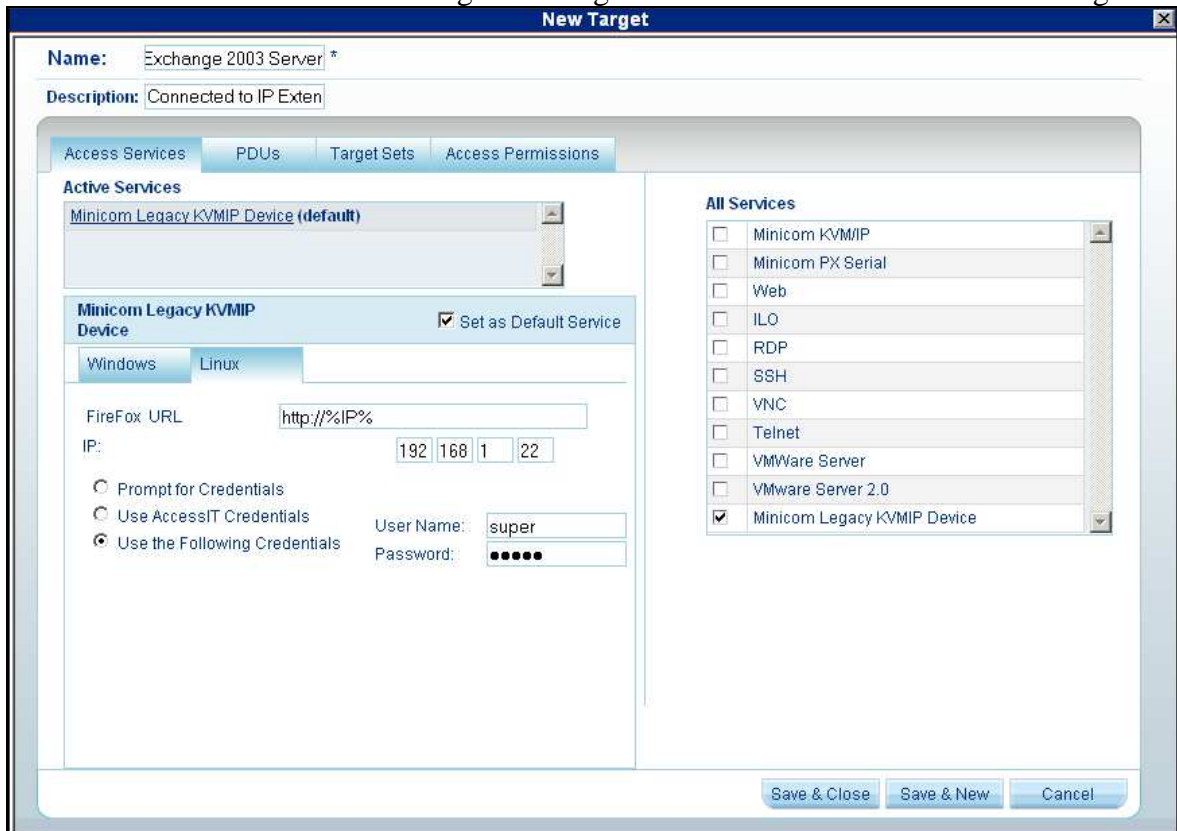 New Target
Name: Exchange 2003 Server *
Description: Connected to IP Exten
Access Services PDUs Target Sets Access Permissions
Active Services
Minicom Legacy KVMIP Device (default)
Minicom Legacy KVMIP Device
Set as Default Service
Windows Linux
FireFox URL http://%IP%
IP: 192 168 1 22
Prompt for Credentials
Use AccessIT Credentials
Use the Following Credentials
User Name: super
Password: •••••
All Services
Minicom KVM/IP
Minicom PX Serial
Web
ILO
RDP
SSH
VNC
Telnet
VMWare Server
VMware Server 2.0
Minicom Legacy KVMIP Device
Save & Close Save & New Cancel